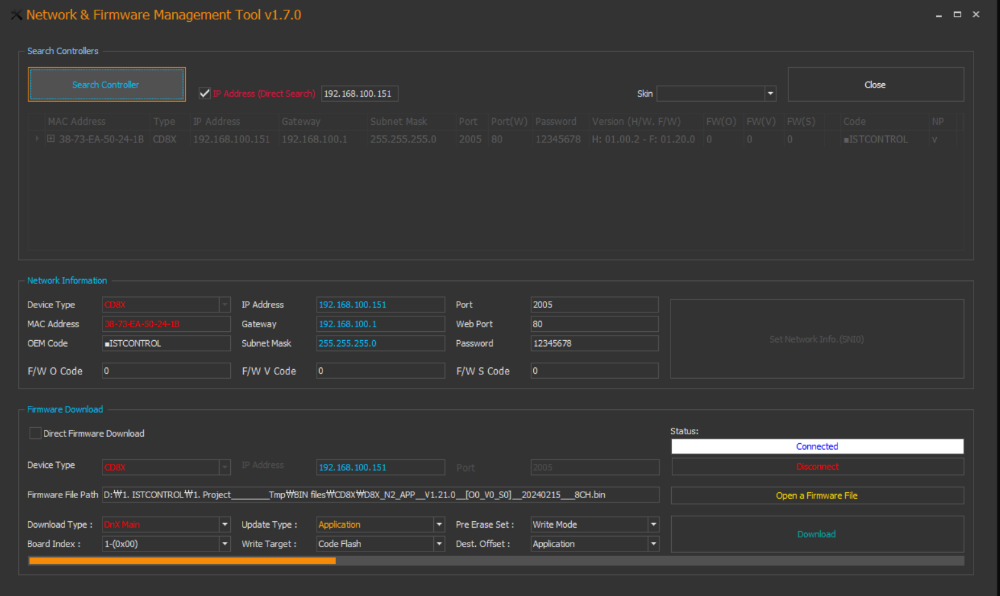 Network & Firmware Management Tool v1.7.0
Search Controllers
Search Controller
IP Address (Direct Search) 192.168.100.151
Skin
Close
MAC Address Type IP Address Gateway Subnet Mask Port Port(W) Password Version (H/W. F/W) FW(O) FW(V) FW(S) Code NP
38-73-EA-50-24-1B CD8X 192.168.100.151 192.168.100.1 255.255.255.0 2005 80 12345678 H: 01.00.2 - F: 01.20.0 0 0 0 ■ISTCONTROL v
Network Information
Device Type CD8X IP Address 192.168.100.151 Port 2005
MAC Address 38-73-EA-50-24-1B Gateway 192.168.100.1 Web Port 80
OEM Code ■ISTCONTROL Subnet Mask 255.255.255.0 Password 12345678
Set Network Info.(SNI0)
F/W O Code 0 F/W V Code 0 F/W S Code 0
Firmware Download
Direct Firmware Download
Status:
Connected
Device Type CD8X IP Address 192.168.100.151 Port 2005
Disconnect
Firmware File Path D:₩1. ISTCONTROL₩1. Project________Tmp₩BIN files₩CD8X₩D8X_N2_APP__V1.21.0__[O0_V0_S0]__20240215___8CH.bin
Open a Firmware File
Download Type : DnX Main Update Type : Application Pre Erase Set : Write Mode
Download
Board Index : 1-(0x00) Write Target : Code Flash Dest. Offset : Application